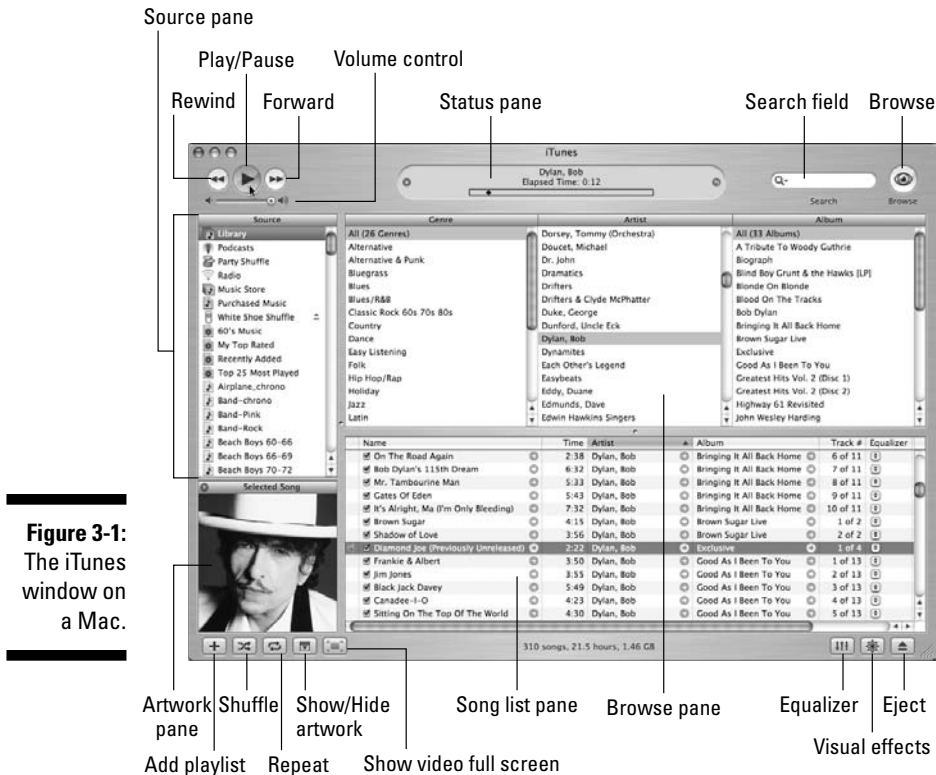 Source pane
Play/Pause
Volume control
Rewind
Forward
Status pane
Search field
Browse
iTunes
Dylan, Bob
Elapsed Time: 0:12
Search
Browse
Source
Library
Podcasts
Party Shuffle
Radio
Music Store
Purchased Music
White Shoe Shuffle
60's Music
My Top Rated
Recently Added
Top 25 Most Played
Airplane_chrono
Band-chrono
Band-Pink
Band-Rock
Beach Boys 60-66
Beach Boys 66-69
Beach Boys 70-72
Selected Song
Genre
All (26 Genres)
Alternative
Alternative & Punk
Bluegrass
Blues
Blues/R&B
Classic Rock 60s 70s 80s
Country
Dance
Easy Listening
Folk
Hip Hop/Rap
Holiday
Jazz
Latin
Artist
Dorsey, Tommy (Orchestra)
Doucet, Michael
Dr. John
Dramatics
Drifters
Drifters & Clyde McPhatter
Duke, George
Dunford, Uncle Eck
Dylan, Bob
Dynamites
Each Other's Legend
Easybeats
Eddy, Duane
Edmunds, Dave
Edwin Hawkins Singers
Album
All (33 Albums)
A Tribute To Woody Guthrie
Biograph
Blind Boy Grunt & the Hawks [LP]
Blonde On Blonde
Blood On The Tracks
Bob Dylan
Bringing It All Back Home
Brown Sugar Live
Exclusive
Good As I Been To You
Greatest Hits Vol. 2 (Disc 1)
Greatest Hits Vol. 2 (Disc 2)
Highway 61 Revisited
John Wesley Harding
Name Time Artist Album Track # Equalizer
On The Road Again 2:38 Dylan, Bob Bringing It All Back Home 6 of 11
Bob Dylan's 115th Dream 6:32 Dylan, Bob Bringing It All Back Home 7 of 11
Mr. Tambourine Man 5:33 Dylan, Bob Bringing It All Back Home 8 of 11
Gates Of Eden 5:43 Dylan, Bob Bringing It All Back Home 9 of 11
It's Alright, Ma (I'm Only Bleeding) 7:32 Dylan, Bob Bringing It All Back Home 10 of 11
Brown Sugar 4:15 Dylan, Bob Brown Sugar Live 1 of 2
Shadow of Love 3:56 Dylan, Bob Brown Sugar Live 2 of 2
Diamond Joe (Previously Unreleased) 2:22 Dylan, Bob Exclusive 1 of 4
Frankie & Albert 3:50 Dylan, Bob Good As I Been To You 1 of 13
Jim Jones 3:55 Dylan, Bob Good As I Been To You 2 of 13
Black Jack Davey 5:49 Dylan, Bob Good As I Been To You 3 of 13
Canadee-I-O 4:23 Dylan, Bob Good As I Been To You 4 of 13
Sitting On The Top Of The World 4:30 Dylan, Bob Good As I Been To You 5 of 13
310 songs, 21.5 hours, 1.46 GB
Figure 3-1:
The iTunes
window on
a Mac.
Artwork
pane
Shuffle
Show/Hide
artwork
Song list pane
Browse pane
Equalizer
Eject
Add playlist
Repeat
Show video full screen
Visual effects